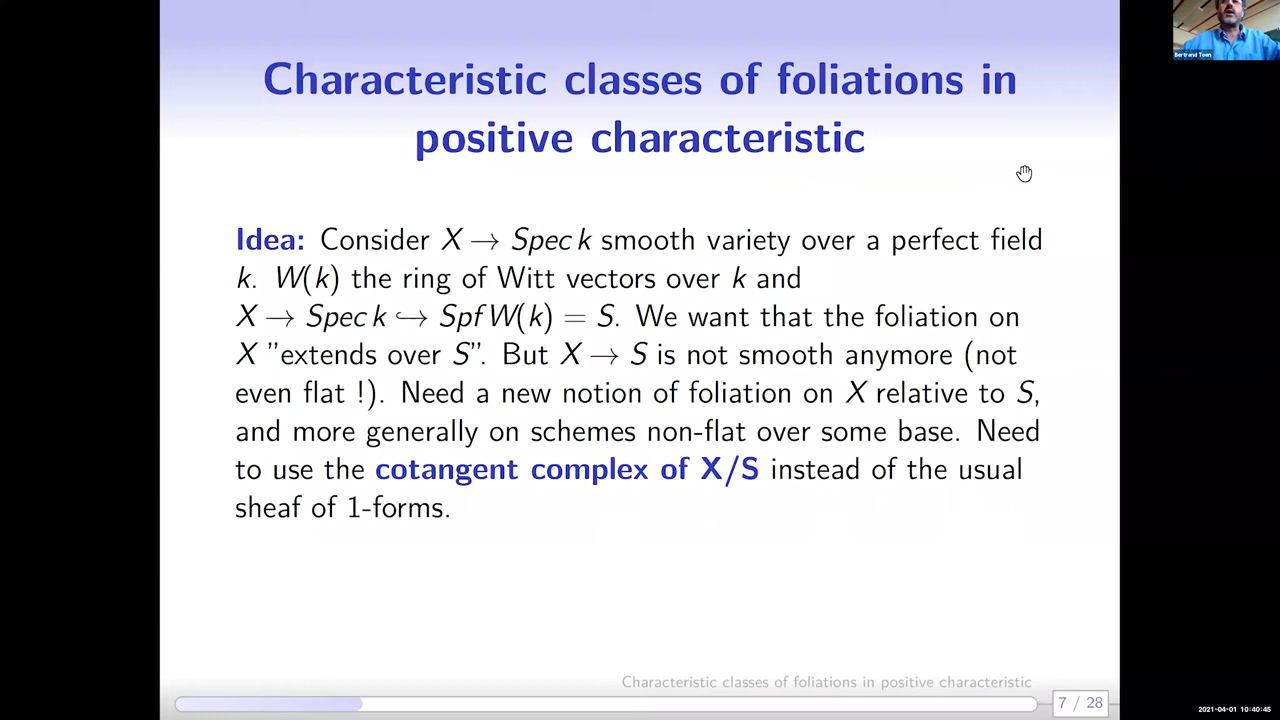 Characteristic classes of foliations in
positive characteristic
Idea: Consider X → Spec k smooth variety over a perfect field
k. W(k) the ring of Witt vectors over k and
X → Spec k ↪ Spf W(k) = S. We want that the foliation on
X ”extends over S”. But X → S is not smooth anymore (not
even flat !). Need a new notion of foliation on X relative to S,
and more generally on schemes non-flat over some base. Need
to use the cotangent complex of X/S instead of the usual
sheaf of 1-forms.
Characteristic classes of foliations in positive characteristic
7 / 28
Bertrand Toen
2021-04-01 10:40:45